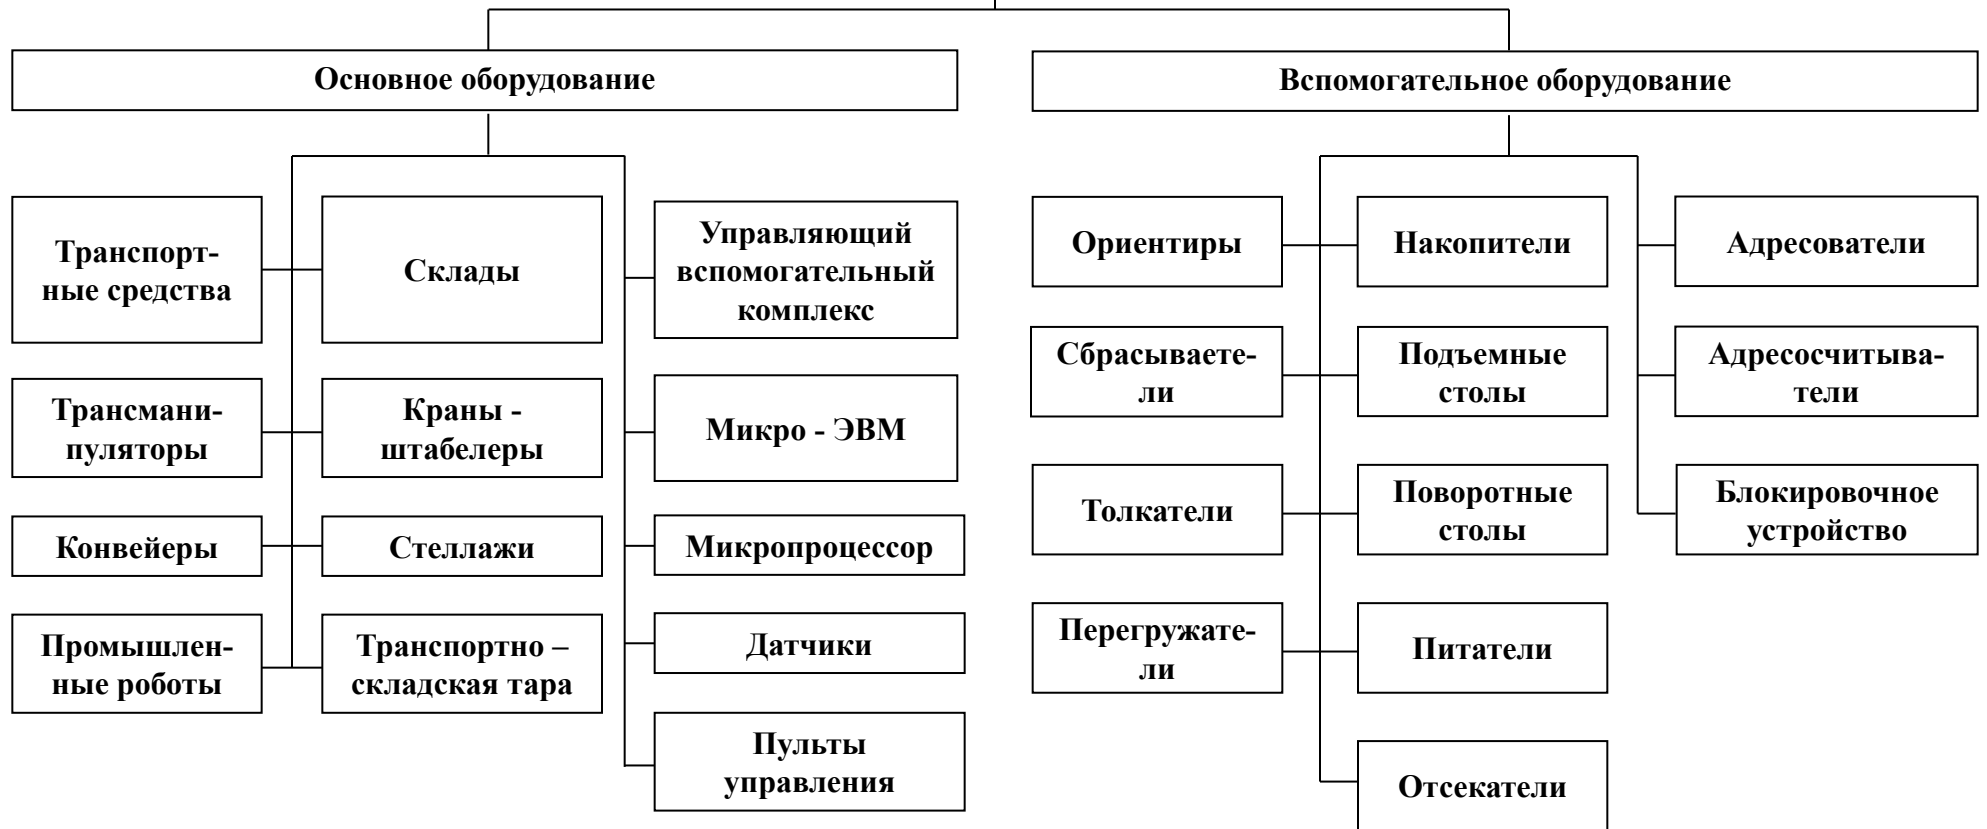 Основное оборудование
Вспомогательное оборудование
Транспорт-
ные средства
Склады
Управляющий
вспомогательный
комплекс
Трансмани-
пуляторы
Краны -
штабелеры
Микро - ЭВМ
Конвейеры
Стеллажи
Микропроцессор
Промышлен-
ные роботы
Транспортно –
складская тара
Датчики
Пульты
управления
Ориентиры
Накопители
Адресователи
Сбрасываете-
ли
Подъемные
столы
Адресосчитыва-
тели
Толкатели
Поворотные
столы
Блокировочное
устройство
Перегружате-
ли
Питатели
Отсекатели